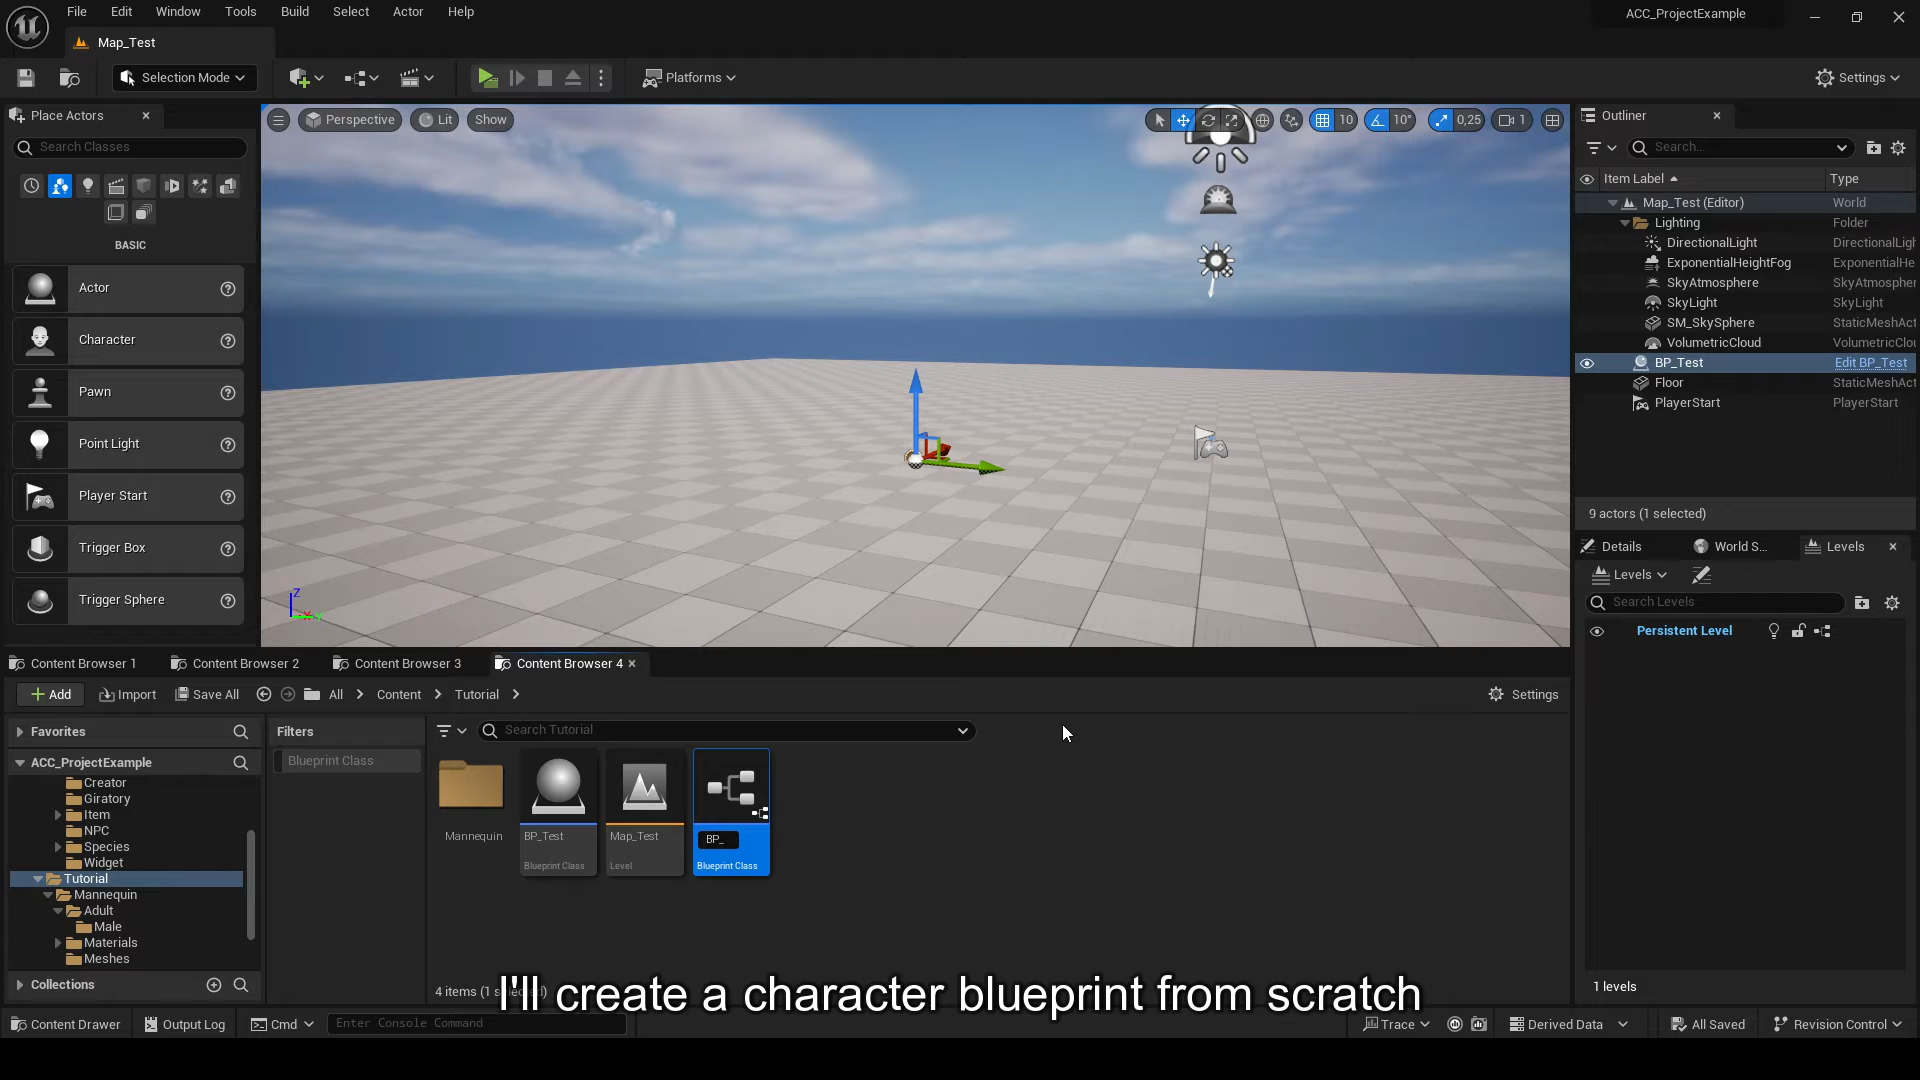 File Edit Window Tools Build Select Actor Help
ACC_ProjectExample
Map_Test
Selection Mode
Platforms
Settings
Place Actors
Search Classes
BASIC
Actor
Character
Pawn
Point Light
Player Start
Trigger Box
Trigger Sphere
Perspective Lit Show
10 10° 0,25 1
Z
Outliner
Search...
Item Label Type
Map_Test (Editor) World
Lighting Folder
DirectionalLight DirectionalLigh
ExponentialHeightFog ExponentialHe
SkyAtmosphere SkyAtmospher
SkyLight SkyLight
SM_SkySphere StaticMeshAct
VolumetricCloud VolumetricClou
BP_Test Edit BP_Test
Floor StaticMeshAct
PlayerStart PlayerStart
9 actors (1 selected)
Details World S... Levels
Levels
Search Levels
Persistent Level
1 levels
Content Browser 1 Content Browser 2 Content Browser 3 Content Browser 4
Add Import Save All All Content Tutorial Settings
Favorites
ACC_ProjectExample
Creator
Giratory
Item
NPC
Species
Widget
Tutorial
Mannequin
Adult
Male
Materials
Meshes
Collections
Filters
Blueprint Class
Search Tutorial
Mannequin
BP_Test
Blueprint Class
Map_Test
Level
BP_
Blueprint Class
4 items (1 selected)
I'll create a character blueprint from scratch
Content Drawer Output Log Cmd Enter Console Command Trace Derived Data All Saved Revision Control